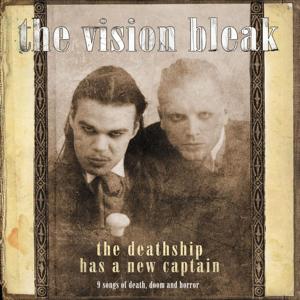 the vision bleak
the deathship
has a new captain
9 songs of death, doom and horror